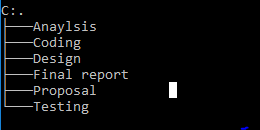 C:.
├───Anaylsis
├───Coding
├───Design
├───Final report
├───Proposal
└───Testing